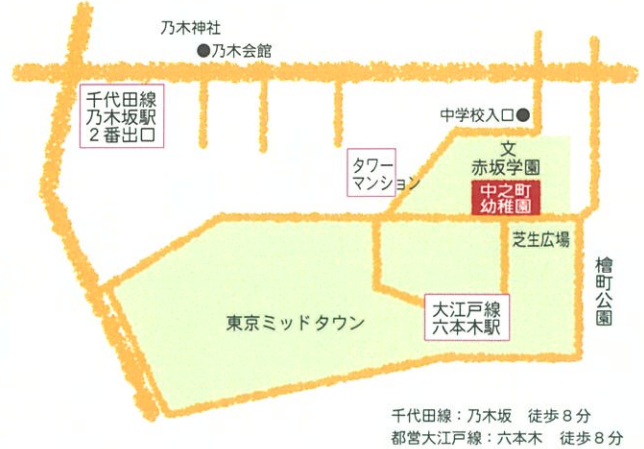 乃木神社
●乃木会館
千代田線
乃木坂駅
2番出口
中学校入口●
タワー
マンション
文
赤坂学園
中之町
幼稚園
芝生広場
檜町公園
大江戸線
六本木駅
東京ミッドタウン
千代田線：乃木坂　徒歩8分
都営大江戸線：六本木　徒歩8分